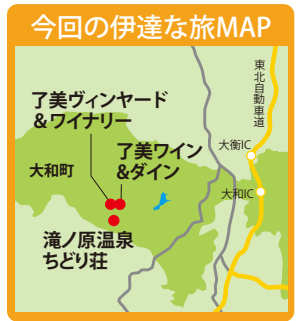 今回の伊達な旅MAP
東北自動車道
了美ヴィンヤード
&ワイナリー
了美ワイン
&ダイン
大衡IC
大和町
大和IC
滝ノ原温泉
ちどり荘